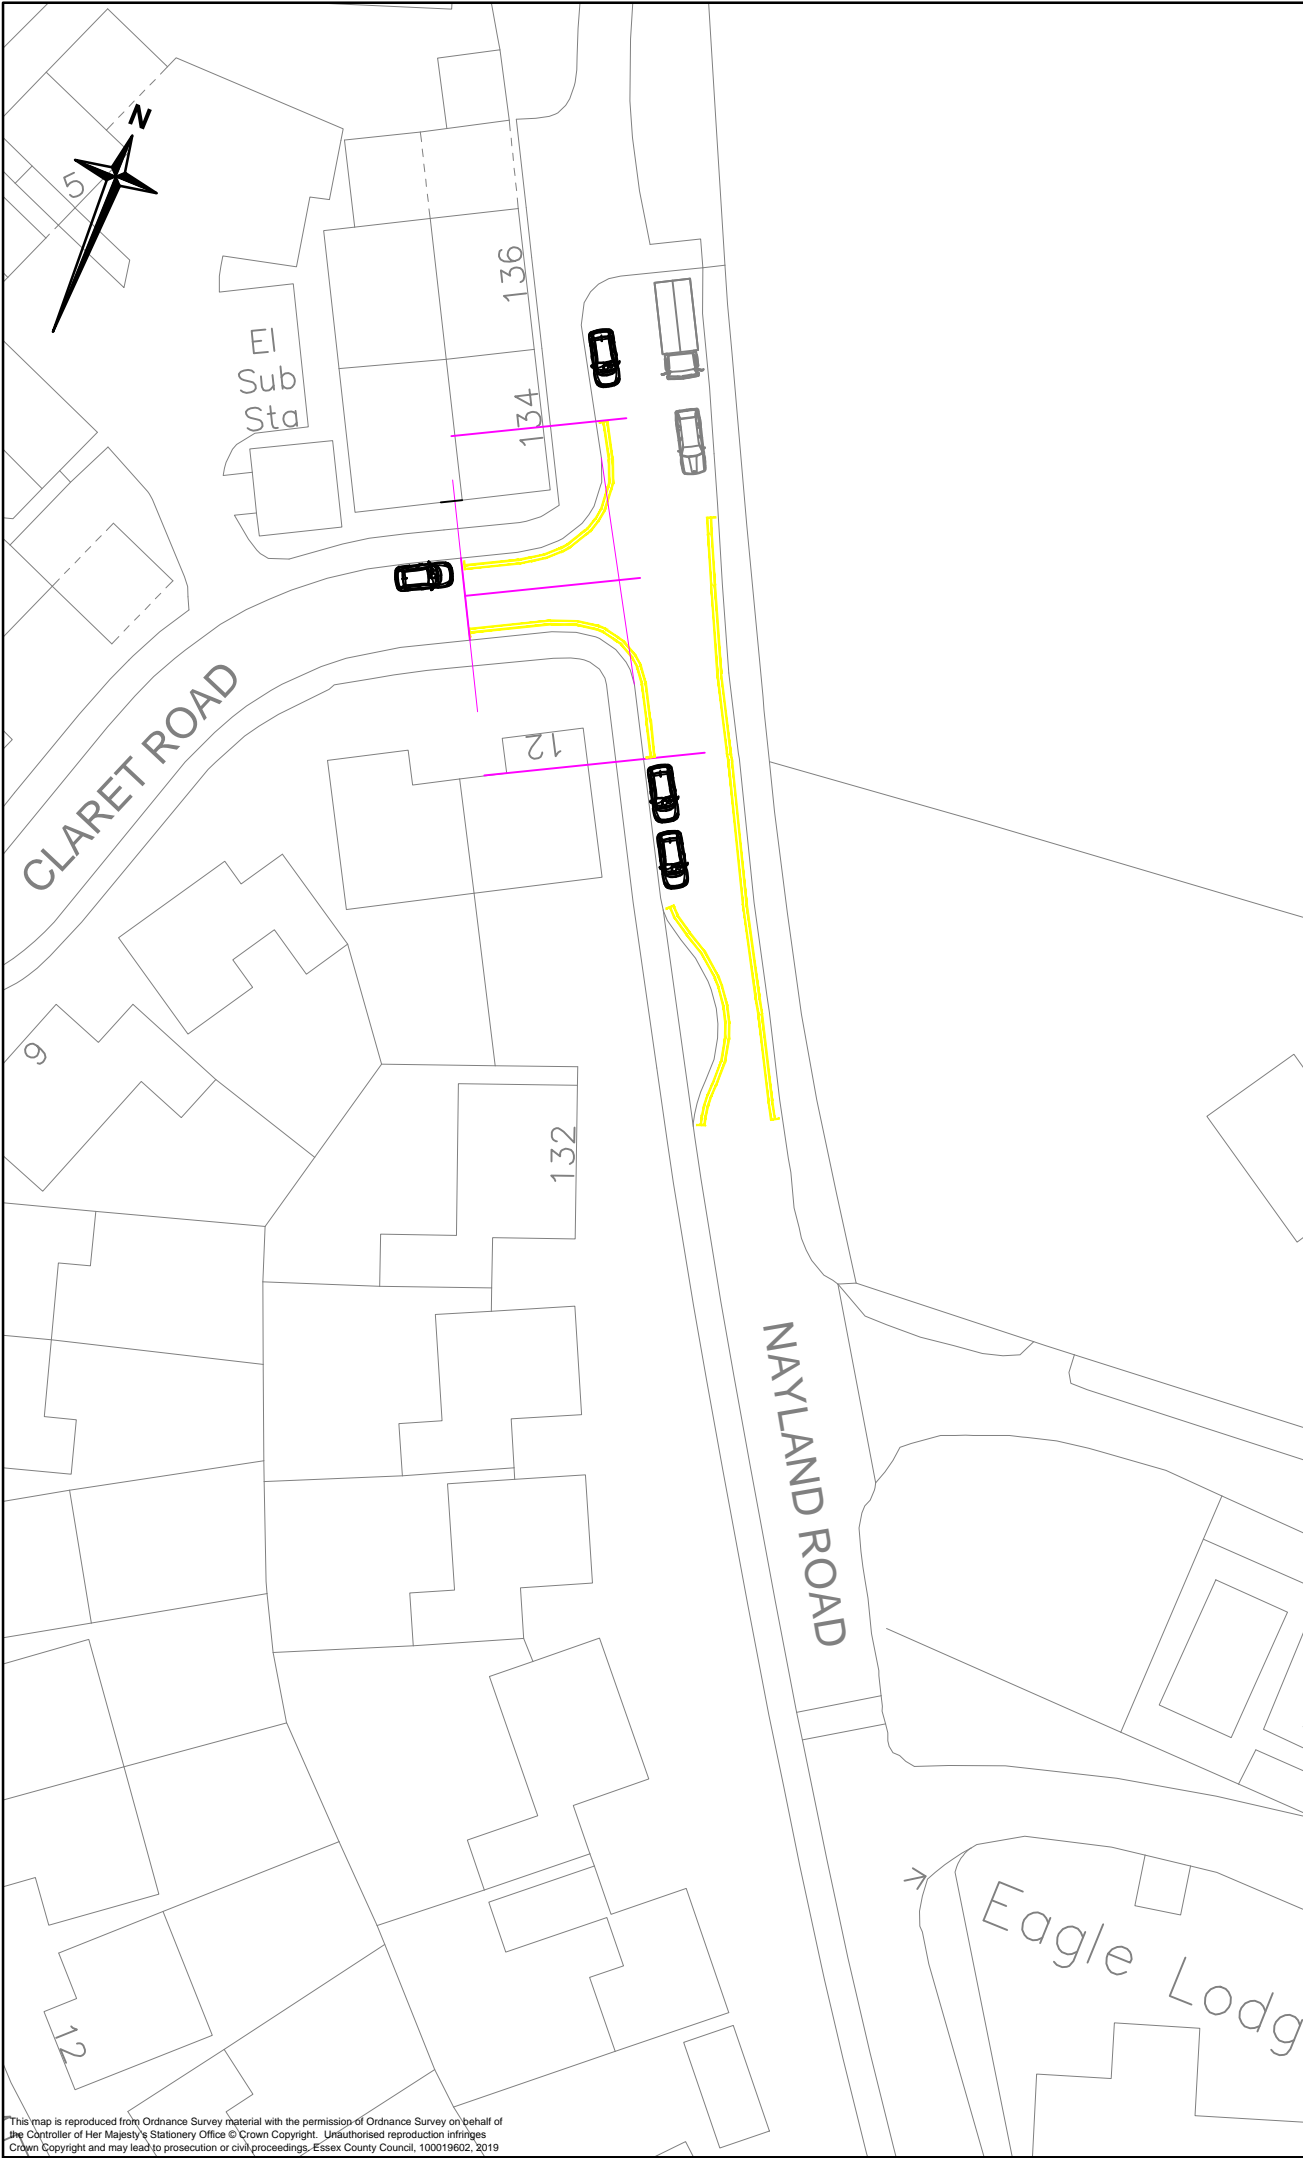 N
5
136
El
Sub
Sta
134
CLARET ROAD
12
9
132
NAYLAND ROAD
Eagle Lodg
12
This map is reproduced from Ordnance Survey material with the permission of Ordnance Survey on behalf of
the Controller of Her Majesty's Stationery Office © Crown Copyright. Unauthorised reproduction infringes
Crown Copyright and may lead to prosecution or civil proceedings. Essex County Council, 100019602, 2019